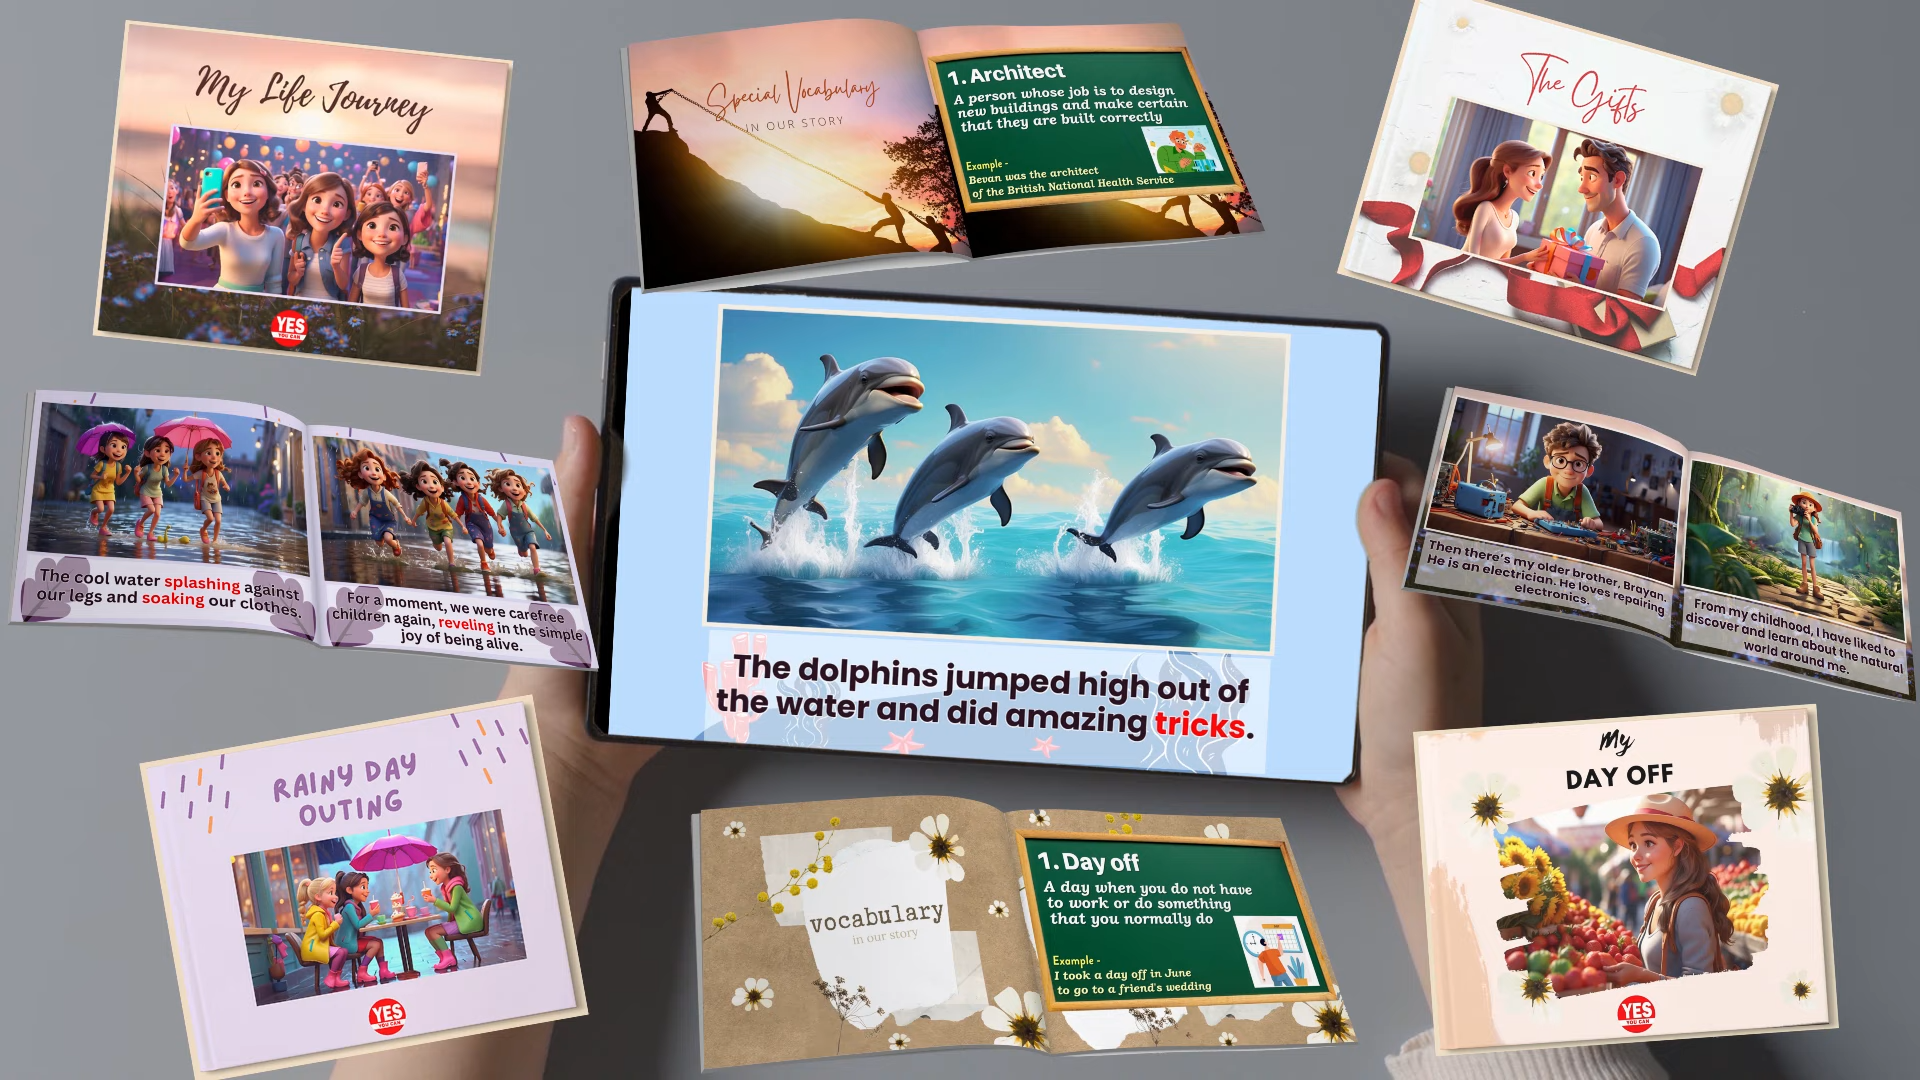 My Life Journey
YES
YOU CAN
Special Vocabulary
IN OUR STORY
1. Architect
A person whose job is to design
new buildings and make certain
that they are built correctly
Example -
Bevan was the architect
of the British National Health Service
The Gifts
The cool water splashing against
our legs and soaking our clothes.
For a moment, we were carefree
children again, reveling in the simple
joy of being alive.
The dolphins jumped high out of
the water and did amazing tricks.
Then there's my older brother, Brayan.
He is an electrician. He loves repairing
electronics.
From my childhood, I have liked to
discover and learn about the natural
world around me.
RAINY DAY
OUTING
YES
YOU CAN
vocabulary
in our story
1. Day off
A day when you do not have
to work or do something
that you normally do
Example -
I took a day off in June
to go to a friend's wedding
My
DAY OFF
YES
YOU CAN